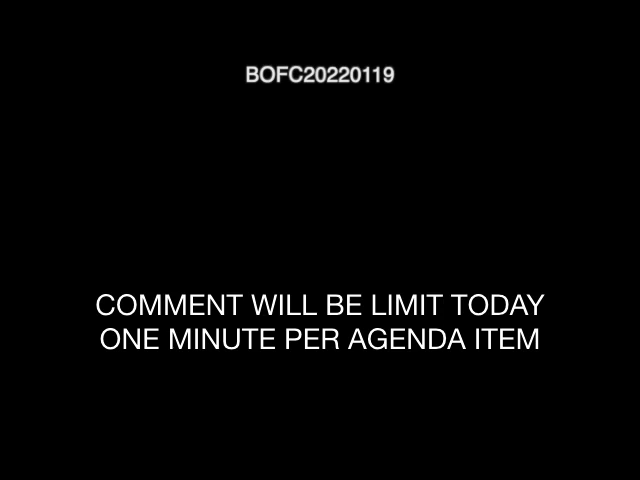 BOFC20220119
COMMENT WILL BE LIMIT TODAY
ONE MINUTE PER AGENDA ITEM